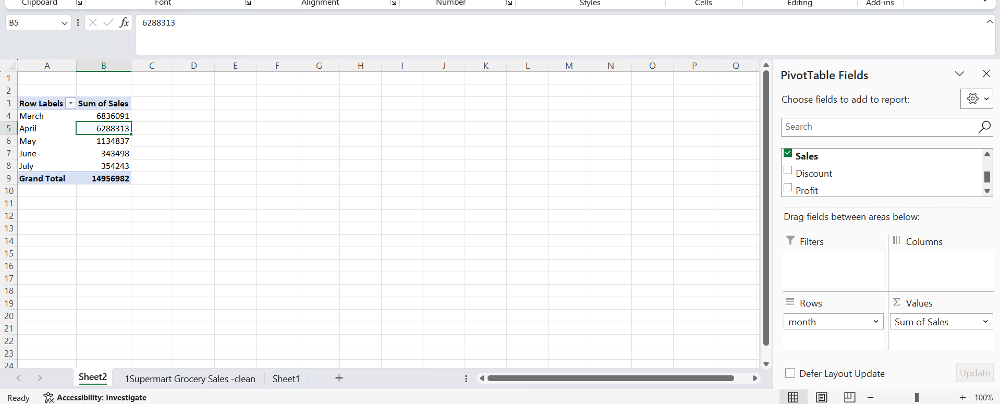 Clipboard Font Alignment Number Styles Cells Editing Add-ins
B5 fx 6288313
A B C D E F G H I J K L M N O P Q
1
2
3 Row Labels Sum of Sales
4 March 6836091
5 April 6288313
6 May 1134837
7 June 343498
8 July 354243
9 Grand Total 14956982
10
11
12
13
14
15
16
17
18
19
20
21
22
23
24
PivotTable Fields
Choose fields to add to report:
Search
Sales
Discount
Profit
Drag fields between areas below:
Filters Columns
Rows Σ Values
month Sum of Sales
Defer Layout Update Update
Sheet2 1Supermart Grocery Sales -clean Sheet1
Ready Accessibility: Investigate 100%